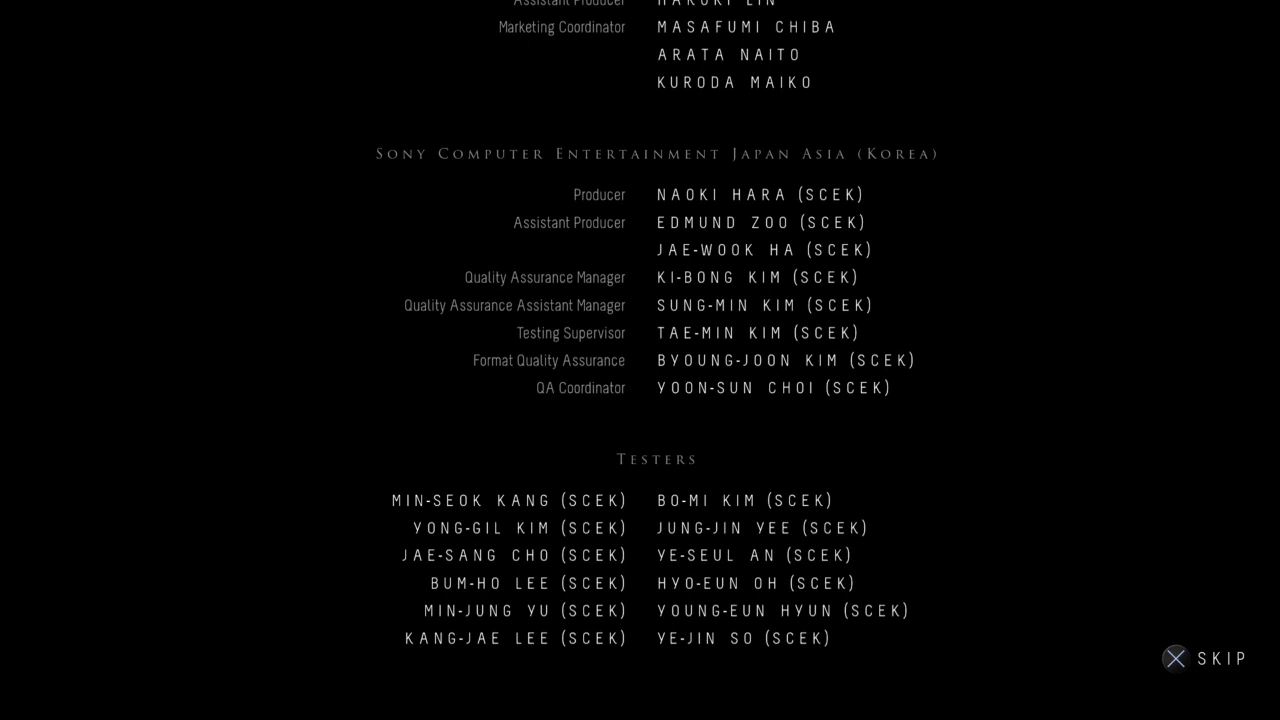 Assistant Producer HARUKI LIN
Marketing Coordinator MASAFUMI CHIBA
ARATA NAITO
KURODA MAIKO
SONY COMPUTER ENTERTAINMENT JAPAN ASIA (KOREA)
Producer NAOKI HARA (SCEK)
Assistant Producer EDMUND ZOO (SCEK)
JAE-WOOK HA (SCEK)
Quality Assurance Manager KI-BONG KIM (SCEK)
Quality Assurance Assistant Manager SUNG-MIN KIM (SCEK)
Testing Supervisor TAE-MIN KIM (SCEK)
Format Quality Assurance BYOUNG-JOON KIM (SCEK)
QA Coordinator YOON-SUN CHOI (SCEK)
TESTERS
MIN-SEOK KANG (SCEK) BO-MI KIM (SCEK)
YONG-GIL KIM (SCEK) JUNG-JIN YEE (SCEK)
JAE-SANG CHO (SCEK) YE-SEUL AN (SCEK)
BUM-HO LEE (SCEK) HYO-EUN OH (SCEK)
MIN-JUNG YU (SCEK) YOUNG-EUN HYUN (SCEK)
KANG-JAE LEE (SCEK) YE-JIN SO (SCEK)
SKIP